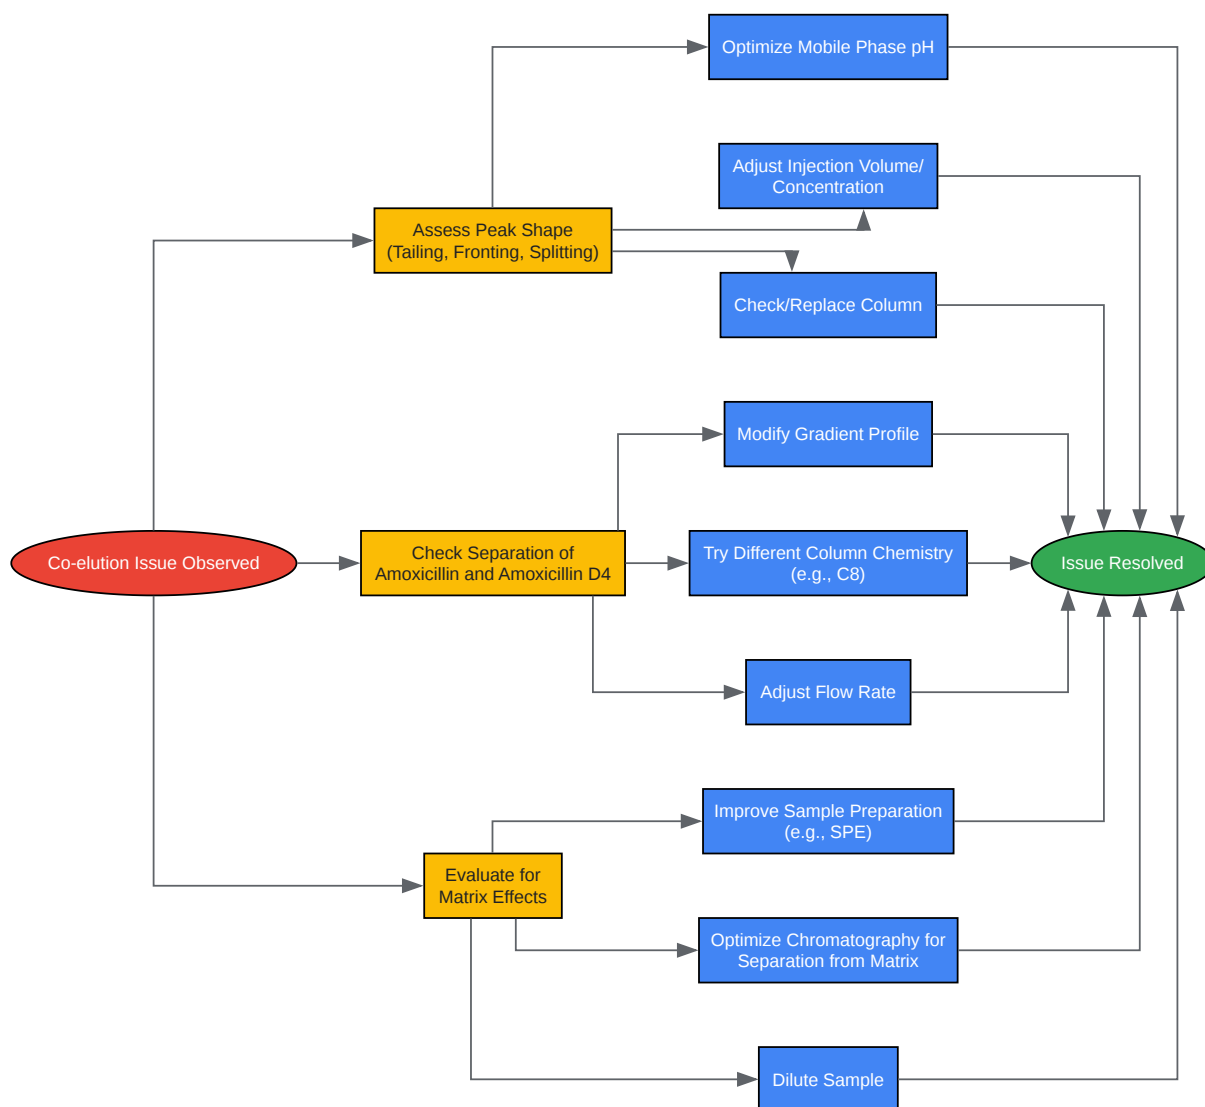 Optimize Mobile Phase pH
Adjust Injection Volume/
Concentration
Assess Peak Shape
(Tailing, Fronting, Splitting)
Check/Replace Column
Modify Gradient Profile
Co-elution Issue Observed
Check Separation of
Amoxicillin and Amoxicillin D4
Try Different Column Chemistry
(e.g., C8)
Issue Resolved
Adjust Flow Rate
Improve Sample Preparation
(e.g., SPE)
Evaluate for
Matrix Effects
Optimize Chromatography for
Separation from Matrix
Dilute Sample